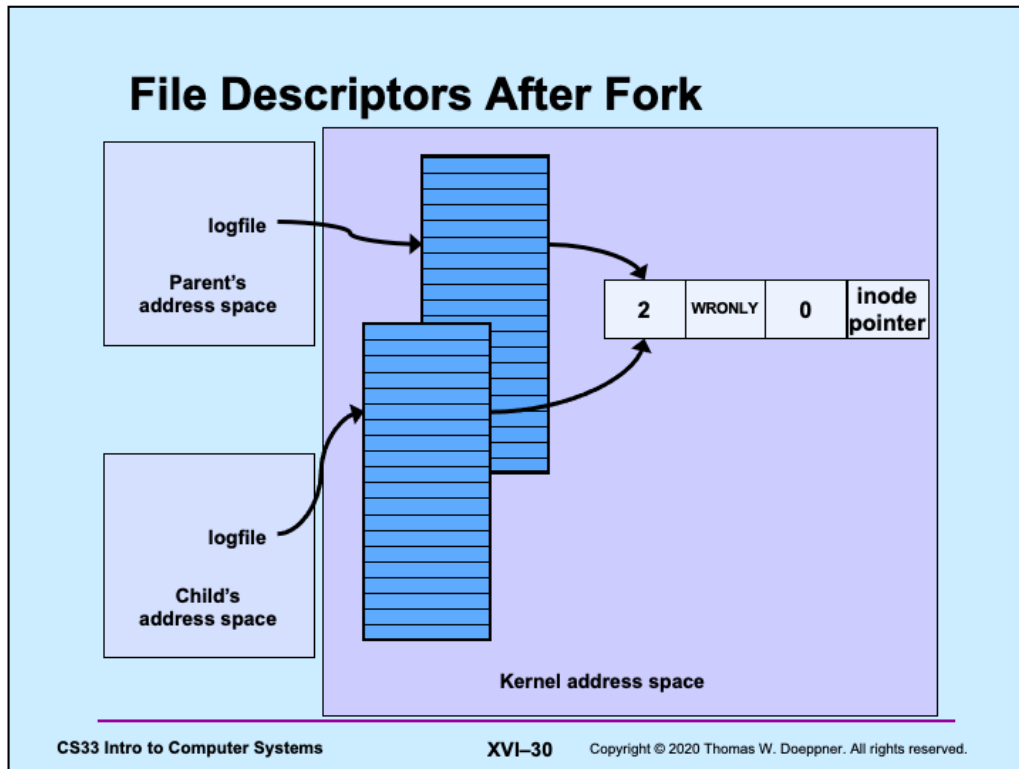 File Descriptors After Fork
logfile
Parent's
address space
2
WRONLY
0
inode
pointer
logfile
Child's
address space
Kernel address space
CS33 Intro to Computer Systems
XVI–30
Copyright © 2020 Thomas W. Doeppner. All rights reserved.